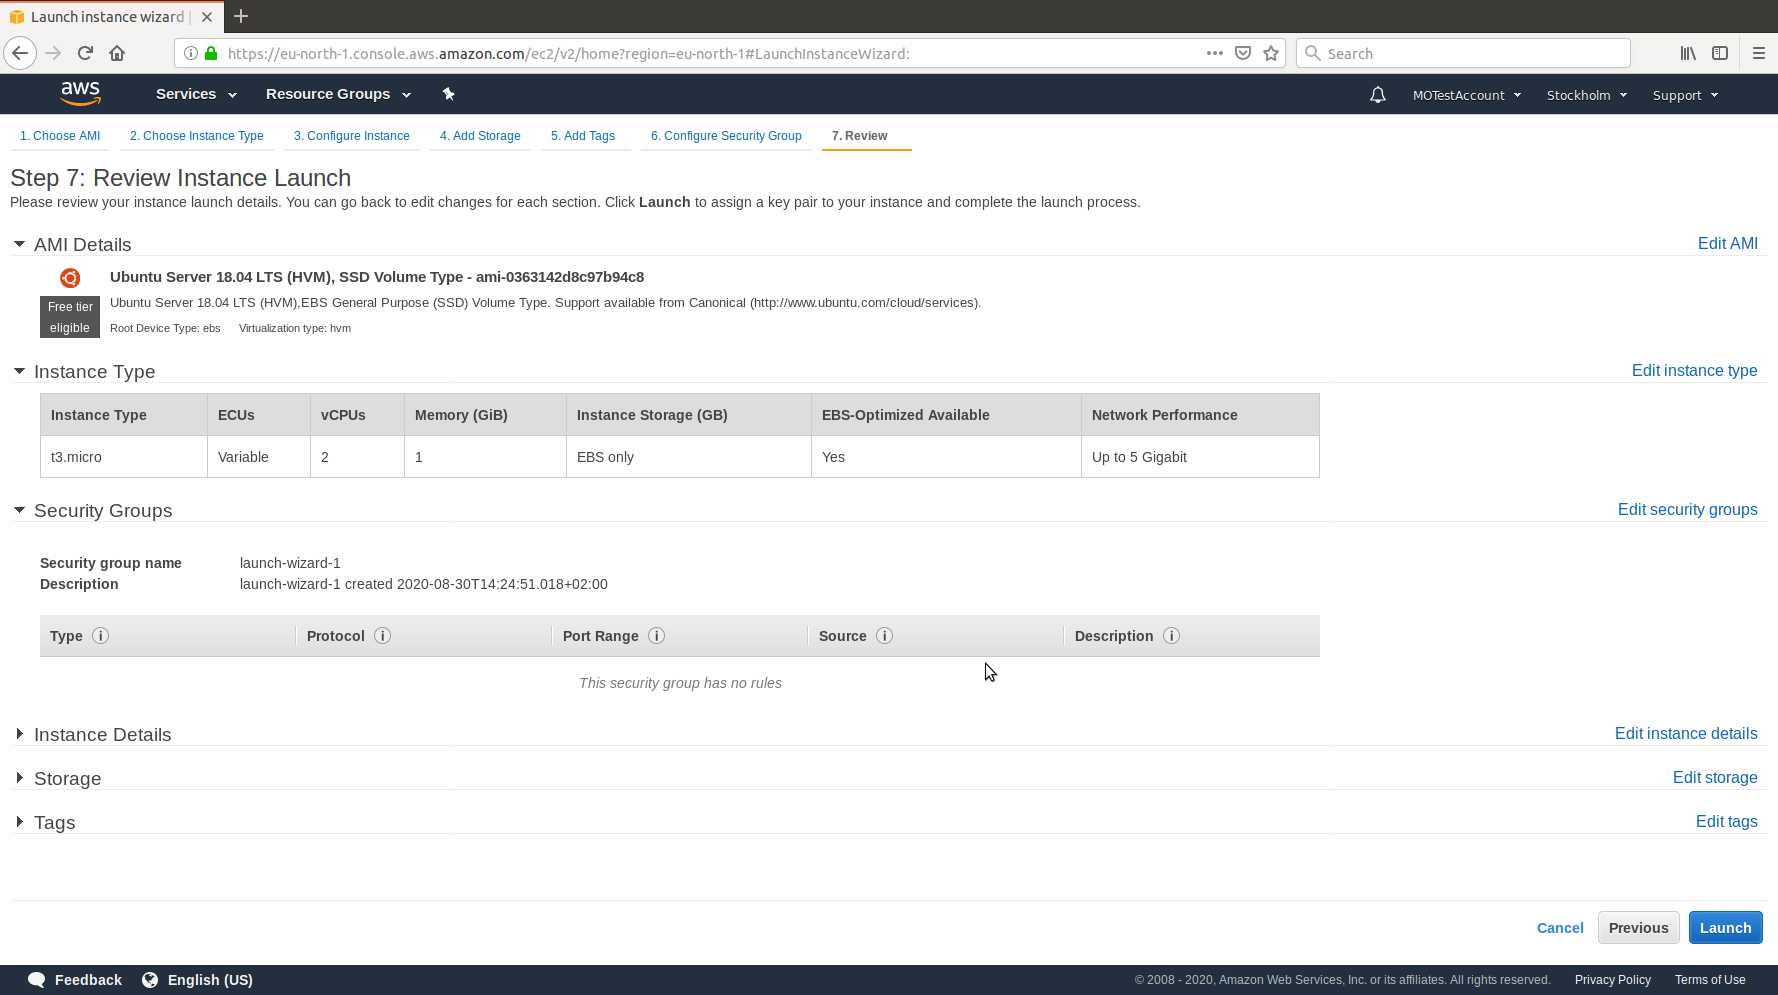 Launch instance wizard
https://eu-north-1.console.aws.amazon.com/ec2/v2/home?region=eu-north-1#LaunchInstanceWizard:
Search
aws
Services
Resource Groups
MOTestAccount
Stockholm
Support
1. Choose AMI
2. Choose Instance Type
3. Configure Instance
4. Add Storage
5. Add Tags
6. Configure Security Group
7. Review
Step 7: Review Instance Launch
Please review your instance launch details. You can go back to edit changes for each section. Click Launch to assign a key pair to your instance and complete the launch process.
AMI Details
Edit AMI
Ubuntu Server 18.04 LTS (HVM), SSD Volume Type - ami-0363142d8c97b94c8
Free tier
eligible
Ubuntu Server 18.04 LTS (HVM),EBS General Purpose (SSD) Volume Type. Support available from Canonical (http://www.ubuntu.com/cloud/services).
Root Device Type: ebs Virtualization type: hvm
Instance Type
Edit instance type
Instance Type ECUs vCPUs Memory (GiB) Instance Storage (GB) EBS-Optimized Available Network Performance
t3.micro Variable 2 1 EBS only Yes Up to 5 Gigabit
Security Groups
Edit security groups
Security group name launch-wizard-1
Description launch-wizard-1 created 2020-08-30T14:24:51.018+02:00
Type Protocol Port Range Source Description
This security group has no rules
Instance Details
Edit instance details
Storage
Edit storage
Tags
Edit tags
Cancel
Previous
Launch
Feedback
English (US)
© 2008 - 2020, Amazon Web Services, Inc. or its affiliates. All rights reserved.
Privacy Policy
Terms of Use